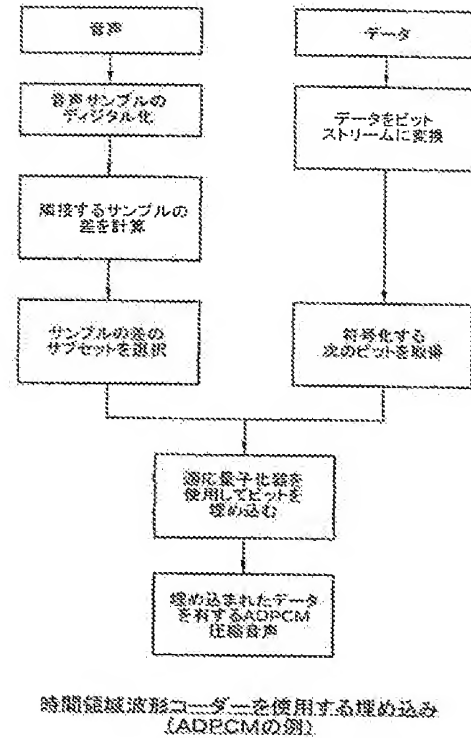 音声
データ
音声サンプルの
ディジタル化
データをビット
ストリームに変換
隣接するサンプルの
差を計算
サンプルの差の
サブセットを選択
符号化する
次のビットを取得
適応量子化器を
使用してビットを
埋め込む
埋め込まれたデータ
を有するADPCM
圧縮音声
時間領域波形コーダーを使用する埋め込み
(ADPCMの例)